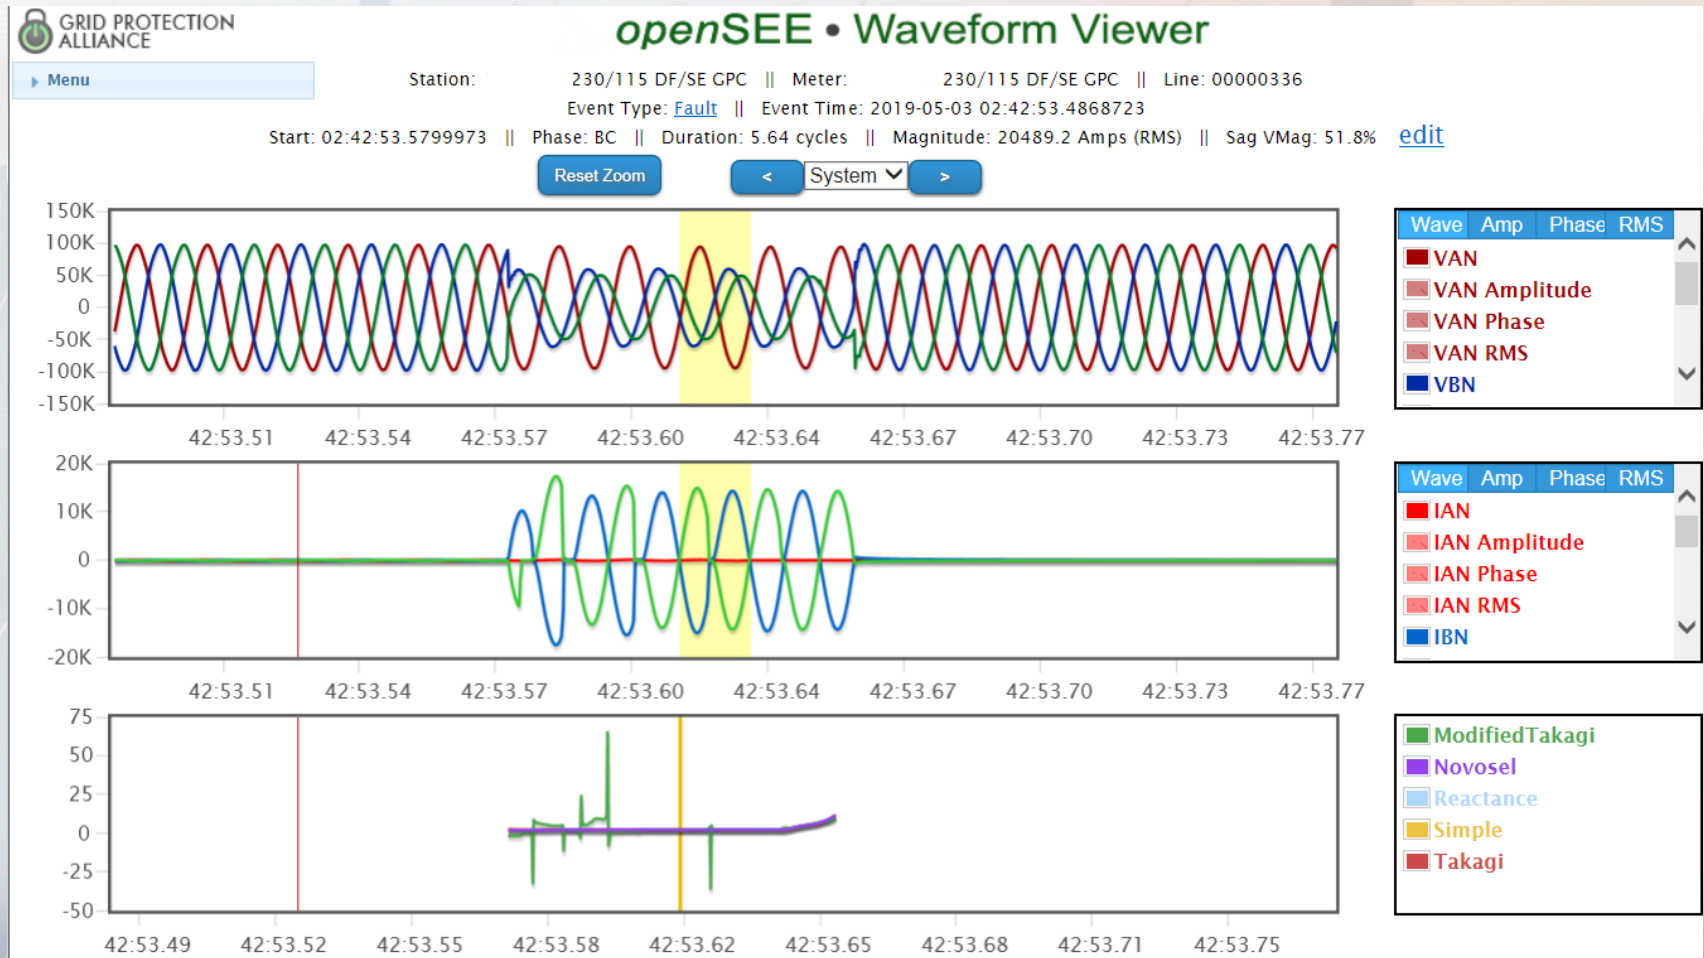 GRID PROTECTION
ALLIANCE
openSEE • Waveform Viewer
Menu
Station: 230/115 DF/SE GPC || Meter: 230/115 DF/SE GPC || Line: 00000336
Event Type: Fault || Event Time: 2019-05-03 02:42:53.4868723
Start: 02:42:53.5799973 || Phase: BC || Duration: 5.64 cycles || Magnitude: 20489.2 Amps (RMS) || Sag VMag: 51.8% edit
Reset Zoom < System >
150K
100K
50K
0
-50K
-100K
-150K
42:53.51 42:53.54 42:53.57 42:53.60 42:53.64 42:53.67 42:53.70 42:53.73 42:53.77
Wave Amp Phase RMS
VAN
VAN Amplitude
VAN Phase
VAN RMS
VBN
20K
10K
0
-10K
-20K
42:53.51 42:53.54 42:53.57 42:53.60 42:53.64 42:53.67 42:53.70 42:53.73 42:53.77
Wave Amp Phase RMS
IAN
IAN Amplitude
IAN Phase
IAN RMS
IBN
75
50
25
0
-25
-50
42:53.49 42:53.52 42:53.55 42:53.58 42:53.62 42:53.65 42:53.68 42:53.71 42:53.75
ModifiedTakagi
Novosel
Reactance
Simple
Takagi